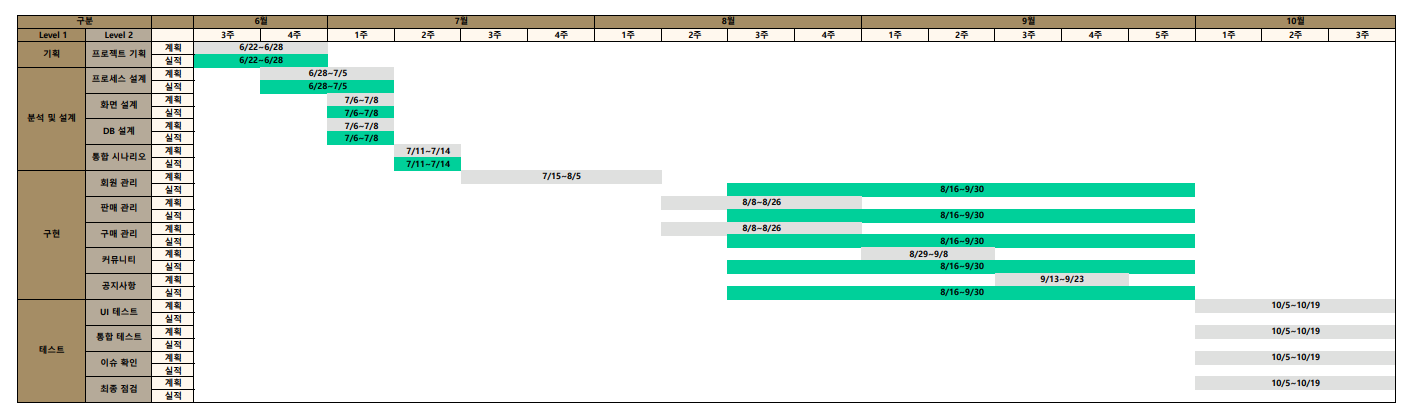 구분 6월 7월 8월 9월 10월
Level 1 Level 2 3주 4주 1주 2주 3주 4주 1주 2주 3주 4주 1주 2주 3주 4주 5주 1주 2주 3주
기획 프로젝트 기획 계획 6/22~6/28
실적 6/22~6/28
분석 및 설계 프로세스 설계 계획 6/28~7/5
실적 6/28~7/5
화면 설계 계획 7/6~7/8
실적 7/6~7/8
DB 설계 계획 7/6~7/8
실적 7/6~7/8
통합 시나리오 계획 7/11~7/14
실적 7/11~7/14
구현 회원 관리 계획 7/15~8/5
실적 8/16~9/30
판매 관리 계획 8/8~8/26
실적 8/16~9/30
구매 관리 계획 8/8~8/26
실적 8/16~9/30
커뮤니티 계획 8/29~9/8
실적 8/16~9/30
공지사항 계획 9/13~9/23
실적 8/16~9/30
테스트 UI 테스트 계획 10/5~10/19
실적
통합 테스트 계획 10/5~10/19
실적
이슈 확인 계획 10/5~10/19
실적
최종 점검 계획 10/5~10/19
실적